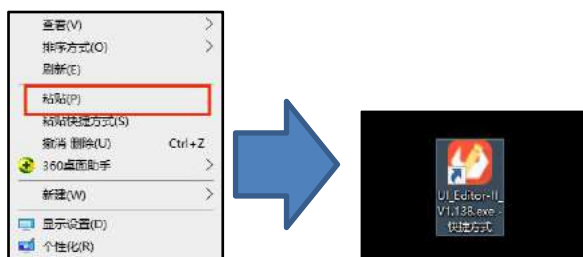 查看(V)
排序方式(O)
刷新(E)
粘贴(P)
粘贴快捷方式(S)
撤消 删除(U) Ctrl+Z
360桌面助手
新建(W)
显示设置(D)
个性化(R)
UI_Editor-II_
V1.138.exe -
快捷方式